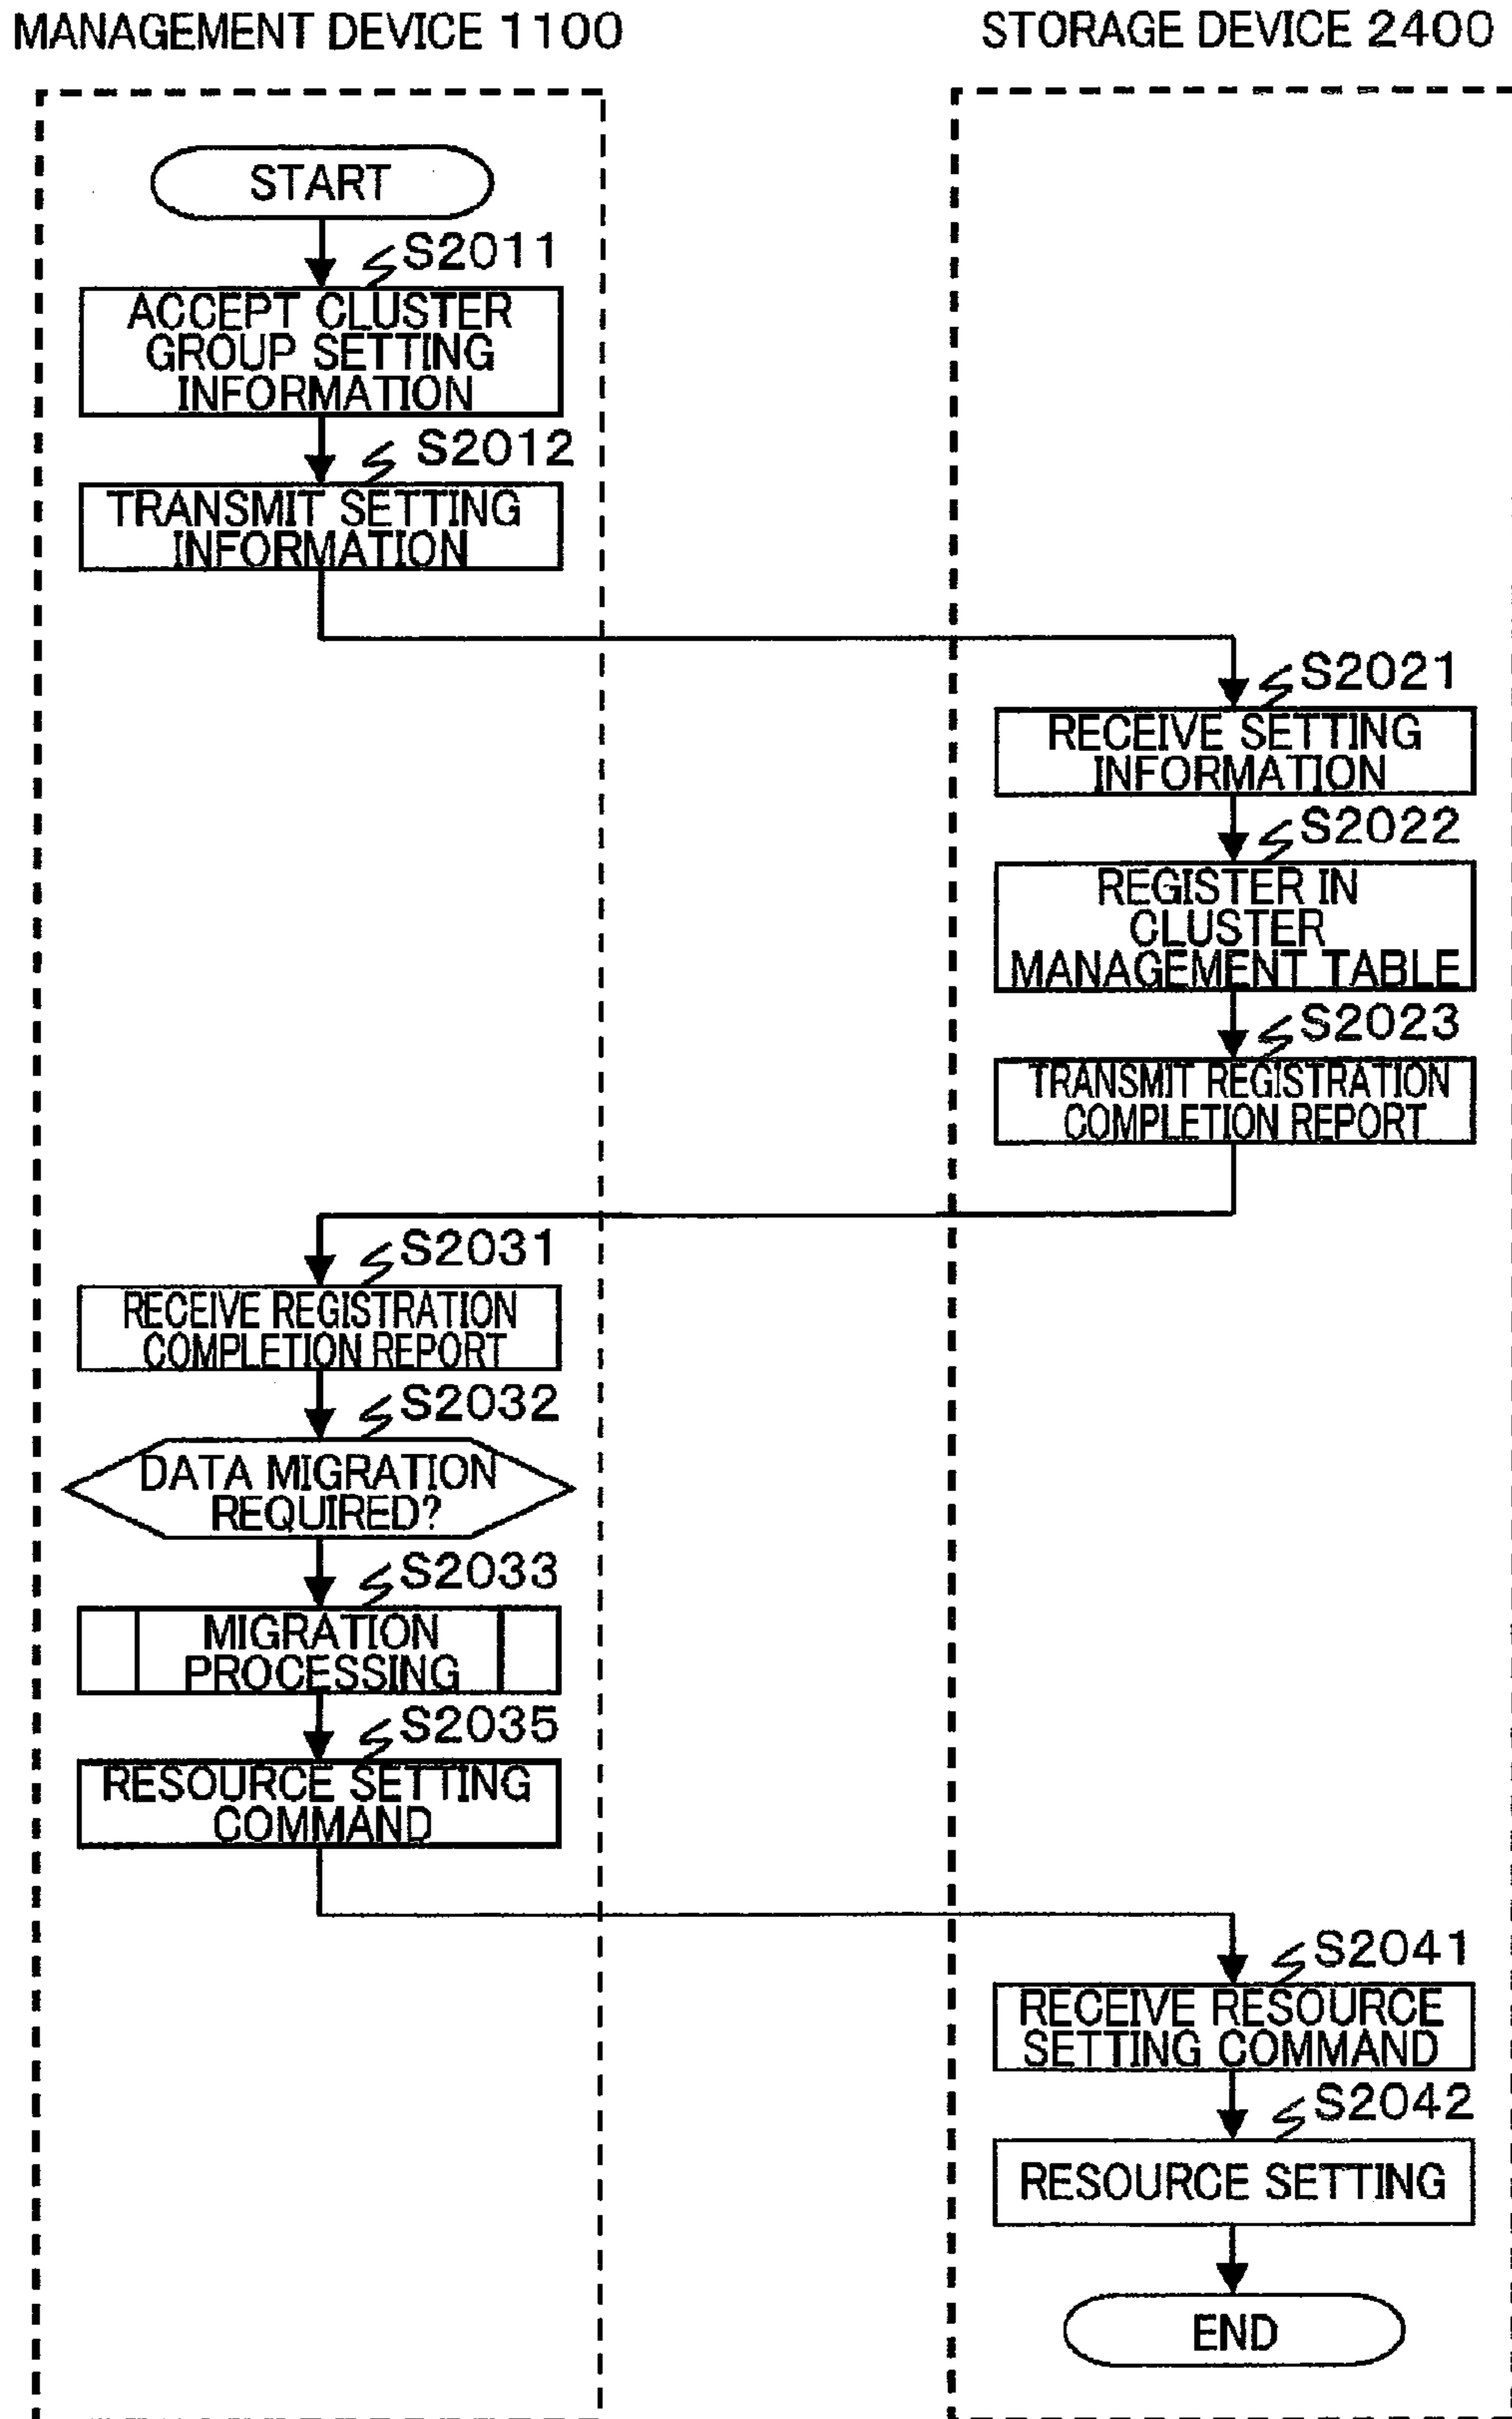 MANAGEMENT DEVICE 1100
STORAGE DEVICE 2400
START
S2011
ACCEPT CLUSTER
GROUP SETTING
INFORMATION
S2012
TRANSMIT SETTING
INFORMATION
S2021
RECEIVE SETTING
INFORMATION
S2022
REGISTER IN
CLUSTER
MANAGEMENT TABLE
S2023
TRANSMIT REGISTRATION
COMPLETION REPORT
S2031
RECEIVE REGISTRATION
COMPLETION REPORT
S2032
DATA MIGRATION
REQUIRED?
S2033
MIGRATION
PROCESSING
S2035
RESOURCE SETTING
COMMAND
S2041
RECEIVE RESOURCE
SETTING COMMAND
S2042
RESOURCE SETTING
END